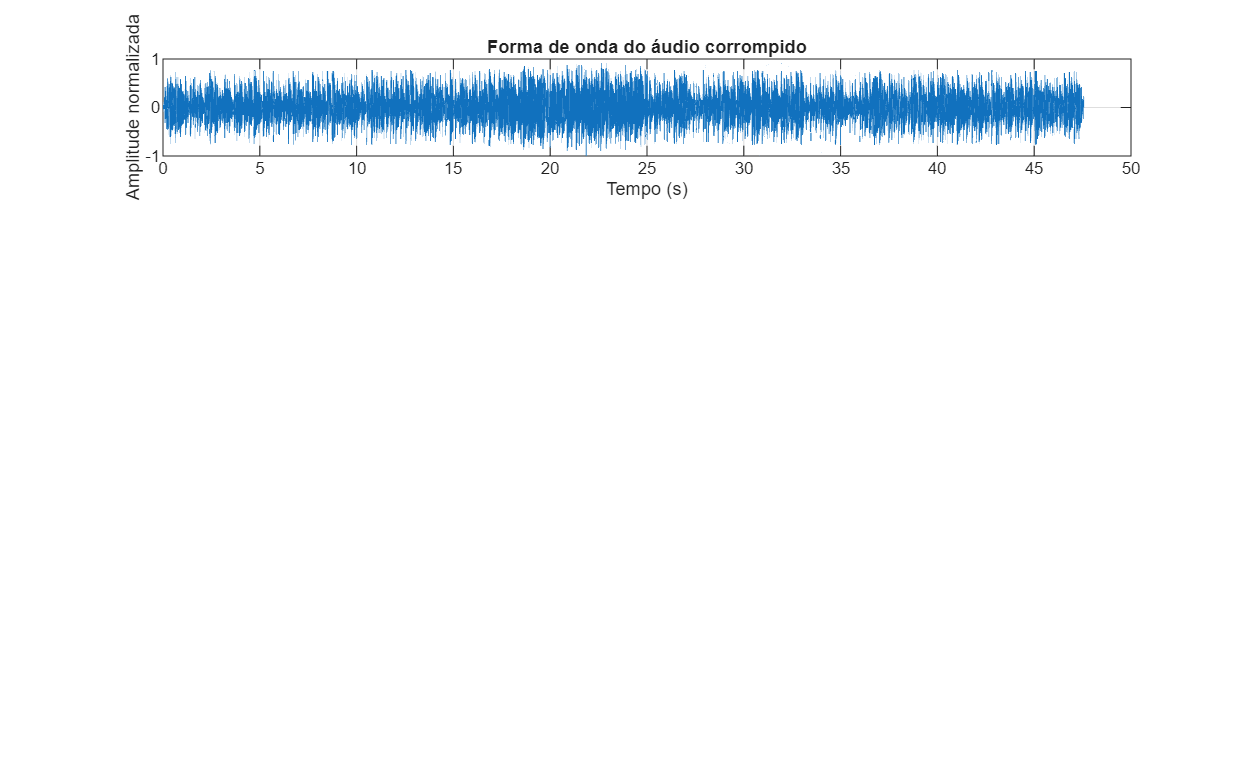 Forma de onda do áudio corrompido
Amplitude normalizada
1
0
-1
0 5 10 15 20 25 30 35 40 45 50
Tempo (s)